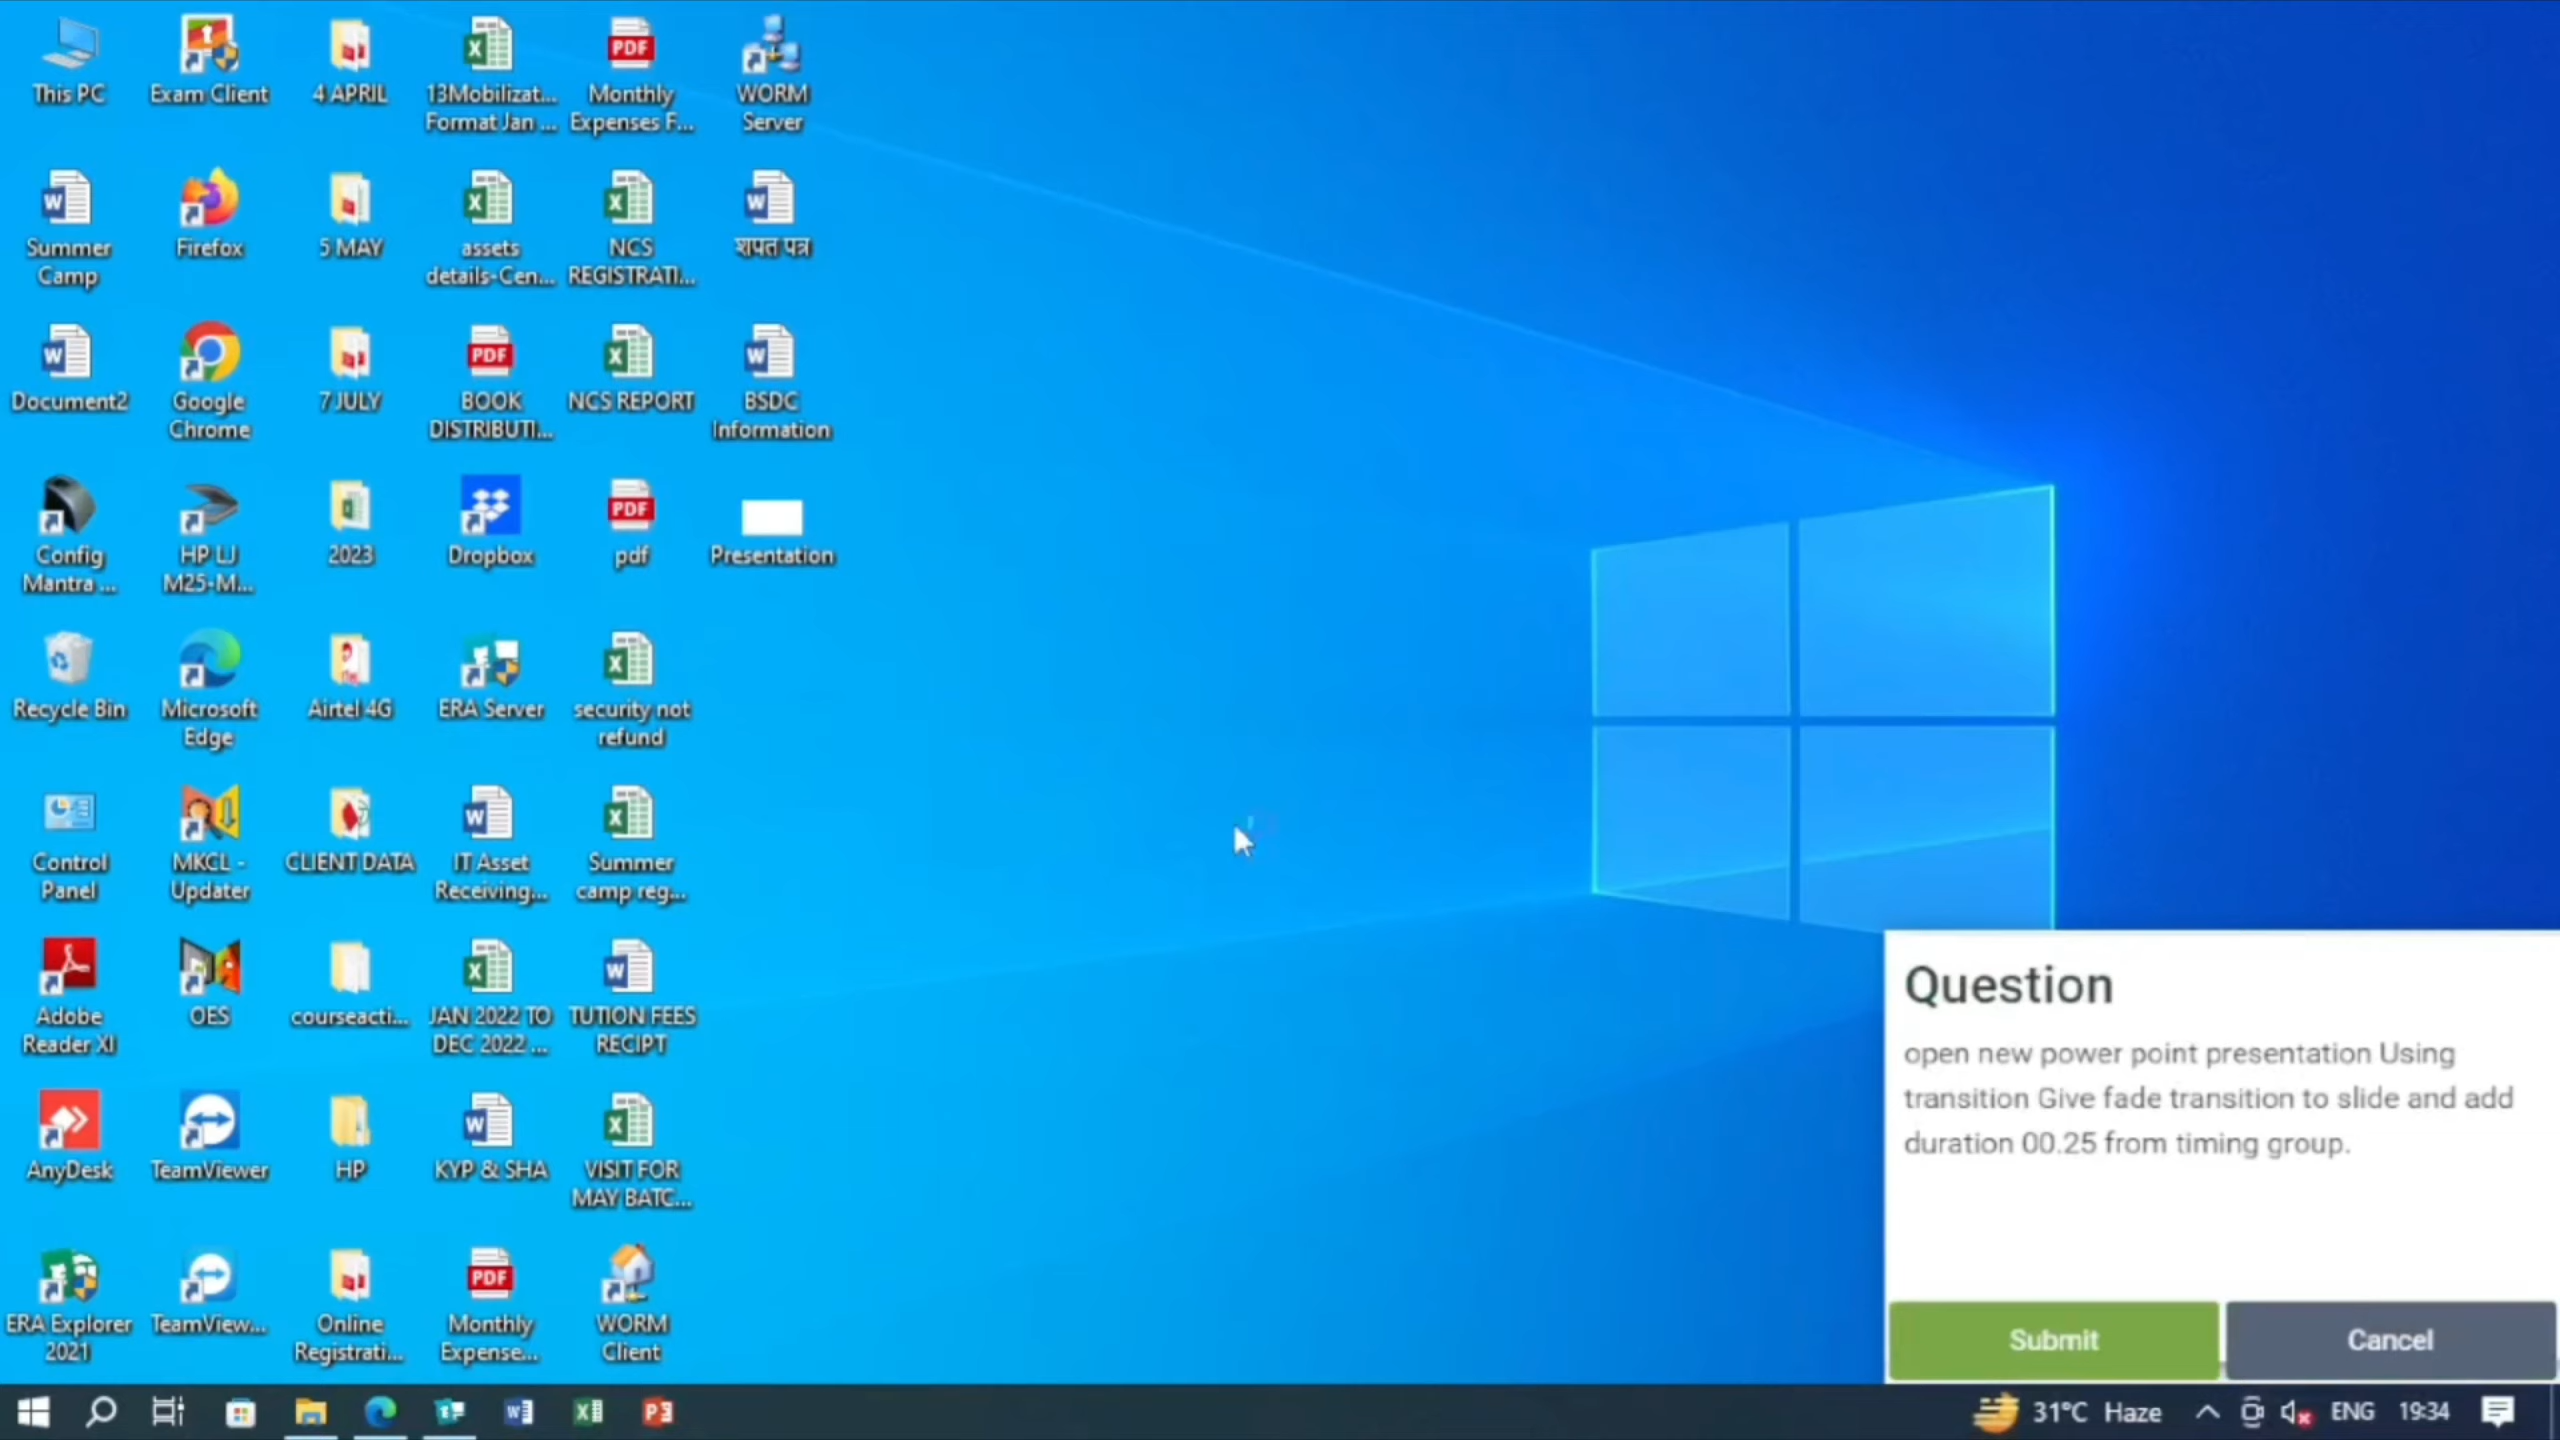 This PC
Exam Client
4 APRIL
13Mobilizat...
Format Jan ...
Monthly
Expenses F...
WORM
Server
Summer
Camp
Firefox
5 MAY
assets
details-Cen...
NCS
REGISTRATI...
शपत पत्र
Document2
Google
Chrome
7 JULY
BOOK
DISTRIBUTI...
NCS REPORT
BSDC
Information
Config
Mantra ...
HP LJ
M25-M...
2023
Dropbox
PDF
pdf
Presentation
Recycle Bin
Microsoft
Edge
Airtel 4G
ERA Server
security not
refund
Control
Panel
MKCL -
Updater
CLIENT DATA
IT Asset
Receiving...
Summer
camp reg...
Adobe
Reader XI
OES
courseacti...
JAN 2022 TO
DEC 2022 ...
TUTION FEES
RECIPT
AnyDesk
TeamViewer
HP
KYP & SHA
VISIT FOR
MAY BATC...
ERA Explorer
2021
TeamView...
Online
Registrati...
PDF
Monthly
Expense...
WORM
Client
Question
open new power point presentation Using
transition Give fade transition to slide and add
duration 00.25 from timing group.
Submit
Cancel
31°C Haze
ENG
19:34